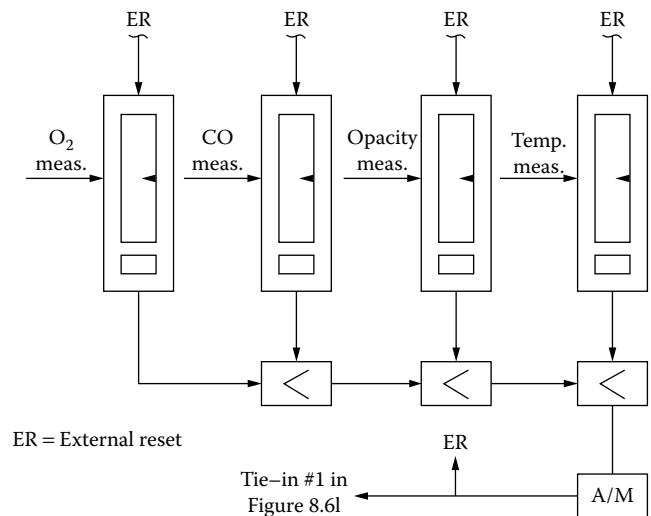 ER ER ER ER
O₂
meas.
CO
meas.
Opacity
meas.
Temp.
meas.
< < <
ER = External reset
ER
Tie–in #1 in
Figure 8.6l
A/M